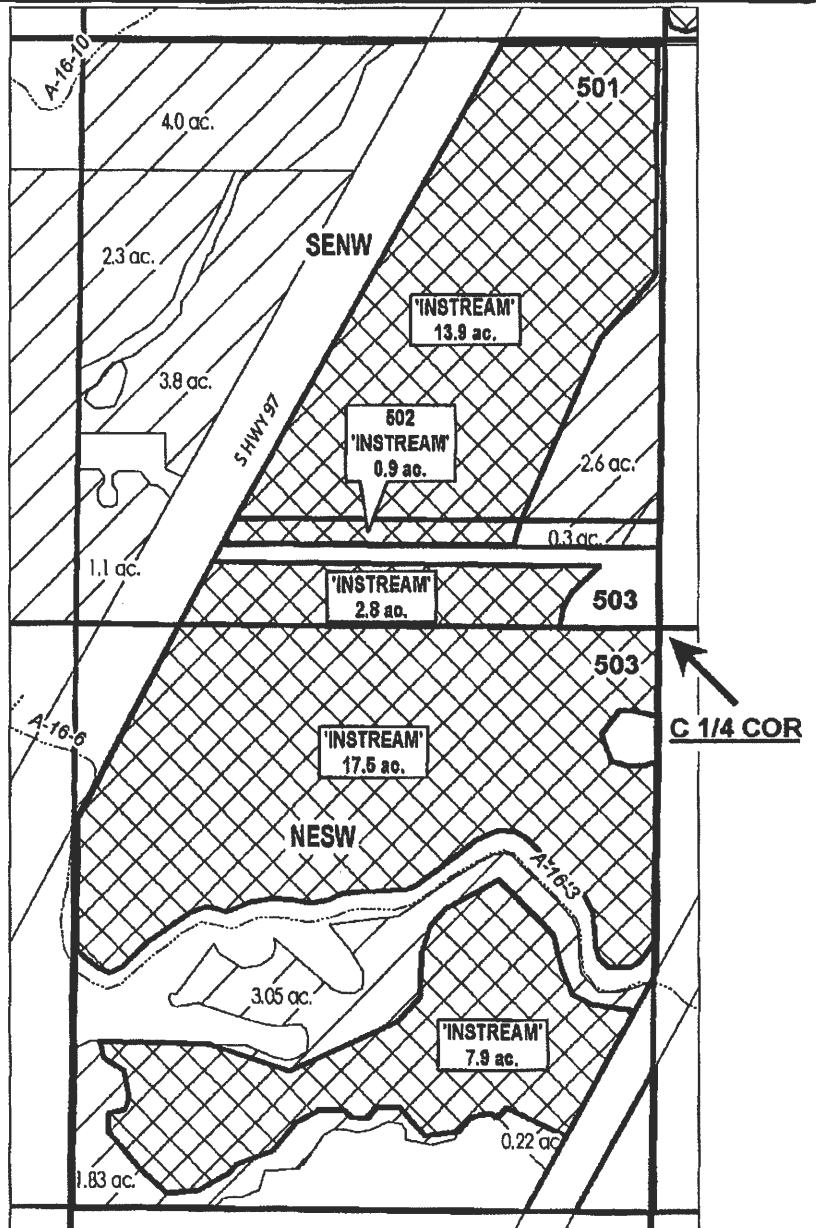 A-16-10
501
4.0 ac.
SENW
2.3 ac.
'INSTREAM'
13.9 ac.
3.8 ac.
S HWY 97
502
'INSTREAM'
0.9 ac.
2.6 ac.
0.3 ac.
1.1 ac.
'INSTREAM'
2.8 ac.
503
503
C 1/4 COR
A-16-6
'INSTREAM'
17.5 ac.
NESW
A-16-3
3.05 ac.
'INSTREAM'
7.9 ac.
0.22 ac
1.83 ac.